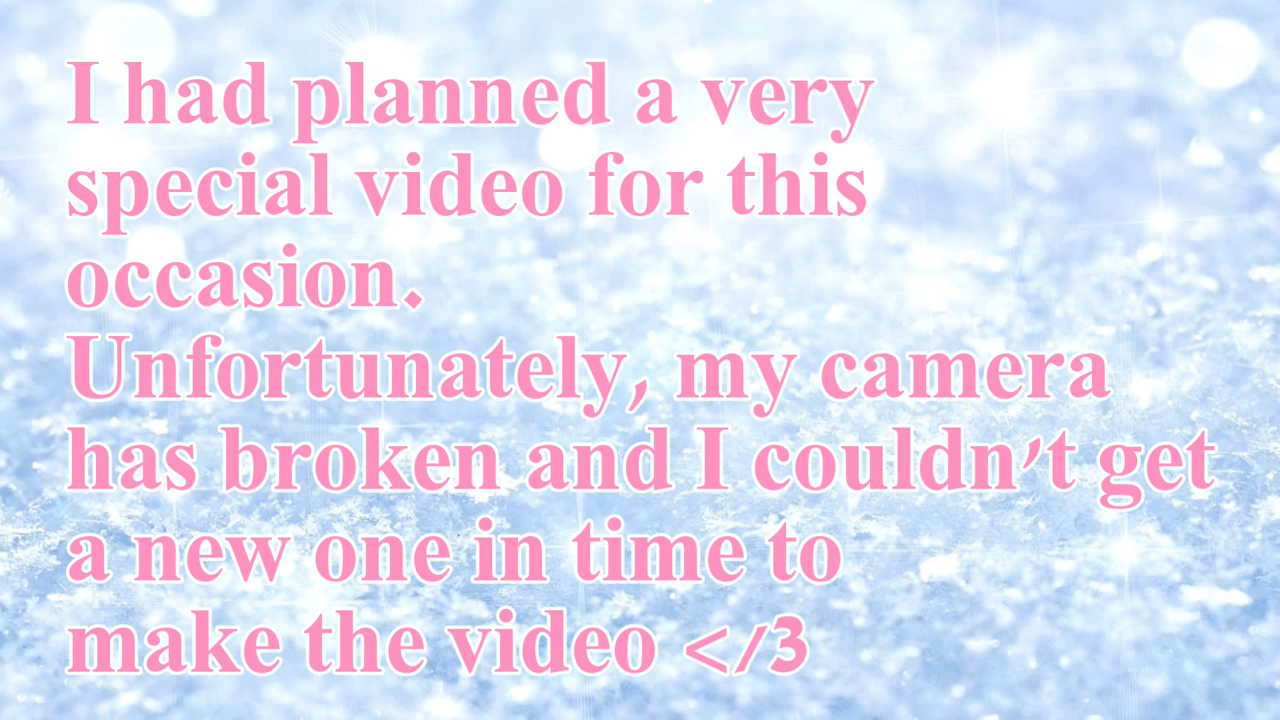 I had planned a very
special video for this
occasion.
Unfortunately, my camera
has broken and I couldn't get
a new one in time to
make the video </3